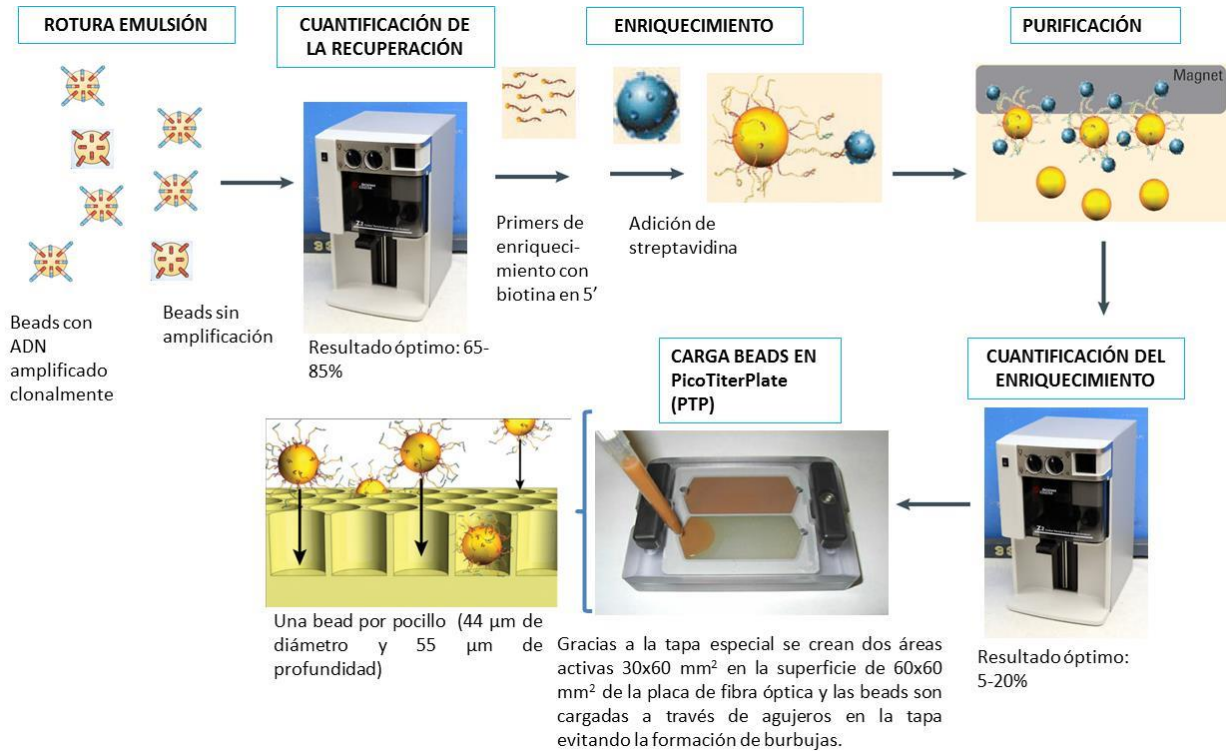 ROTURA EMULSIÓN
CUANTIFICACIÓN DE
LA RECUPERACIÓN
ENRIQUECIMIENTO
PURIFICACIÓN
Magnet
Primers de
enriqueci-
miento con
biotina en 5’
Adición de
streptavidina
Beads con
ADN
amplificado
clonalmente
Beads sin
amplificación
Resultado óptimo: 65-
85%
CARGA BEADS EN
PicoTiterPlate
(PTP)
CUANTIFICACIÓN DEL
ENRIQUECIMIENTO
Una bead por pocillo (44 µm de
diámetro y 55 µm de
profundidad)
Gracias a la tapa especial se crean dos áreas
activas 30x60 mm² en la superficie de 60x60
mm² de la placa de fibra óptica y las beads son
cargadas a través de agujeros en la tapa
evitando la formación de burbujas.
Resultado óptimo:
5-20%